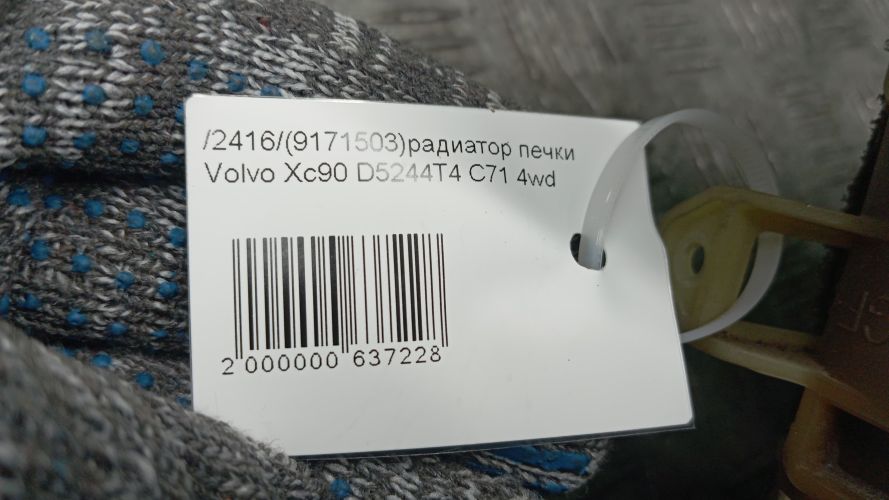 /2416/(9171503)радиатор печки
Volvo Xc90 D5244T4 C71 4wd
2 000000 637228